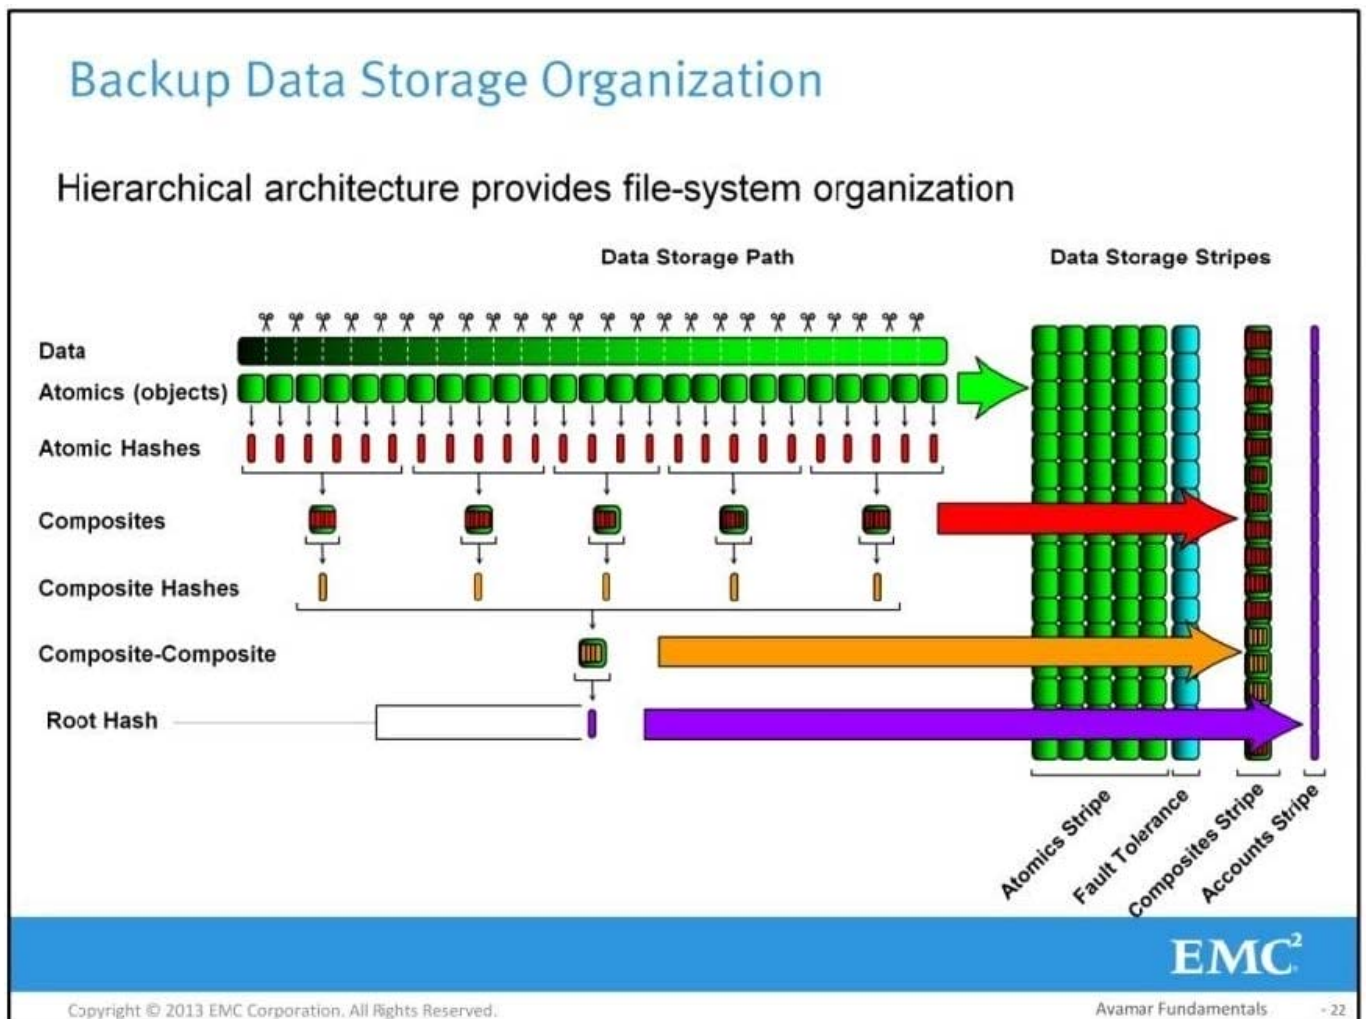 Backup Data Storage Organization
Hierarchical architecture provides file-system organization
Data Storage Path
Data Storage Stripes
Data
Atomics (objects)
Atomic Hashes
Composites
Composite Hashes
Composite-Composite
Root Hash
Atomics Stripe
Fault Tolerance
Composites Stripe
Accounts Stripe
EMC²
Copyright © 2013 EMC Corporation. All Rights Reserved.
Avamar Fundamentals
- 22